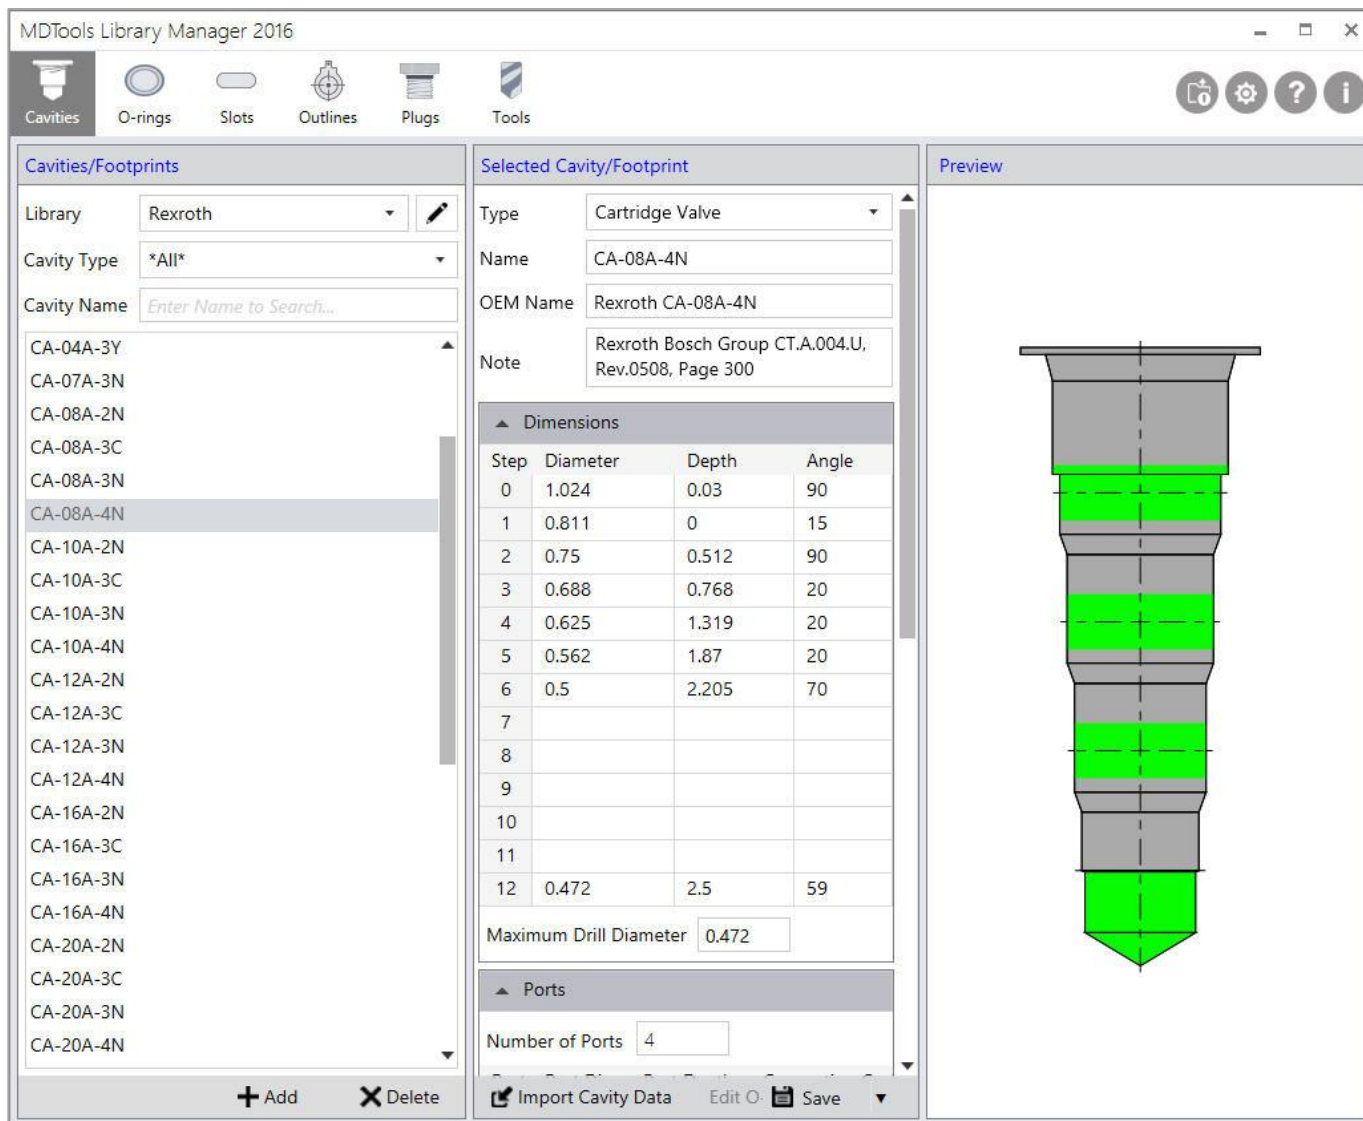 MDTools Library Manager 2016
Cavities
O-rings
Slots
Outlines
Plugs
Tools
Cavities/Footprints
Library
Rexroth
Cavity Type
*All*
Cavity Name
Enter Name to Search...
CA-04A-3Y
CA-07A-3N
CA-08A-2N
CA-08A-3C
CA-08A-3N
CA-08A-4N
CA-10A-2N
CA-10A-3C
CA-10A-3N
CA-10A-4N
CA-12A-2N
CA-12A-3C
CA-12A-3N
CA-12A-4N
CA-16A-2N
CA-16A-3C
CA-16A-3N
CA-16A-4N
CA-20A-2N
CA-20A-3C
CA-20A-3N
CA-20A-4N
Add
Delete
Selected Cavity/Footprint
Type
Cartridge Valve
Name
CA-08A-4N
OEM Name
Rexroth CA-08A-4N
Note
Rexroth Bosch Group CT.A.004.U,
Rev.0508, Page 300
Dimensions
Step Diameter Depth Angle
0 1.024 0.03 90
1 0.811 0 15
2 0.75 0.512 90
3 0.688 0.768 20
4 0.625 1.319 20
5 0.562 1.87 20
6 0.5 2.205 70
7
8
9
10
11
12 0.472 2.5 59
Maximum Drill Diameter 0.472
Ports
Number of Ports 4
Import Cavity Data
Edit O-
Save
Preview